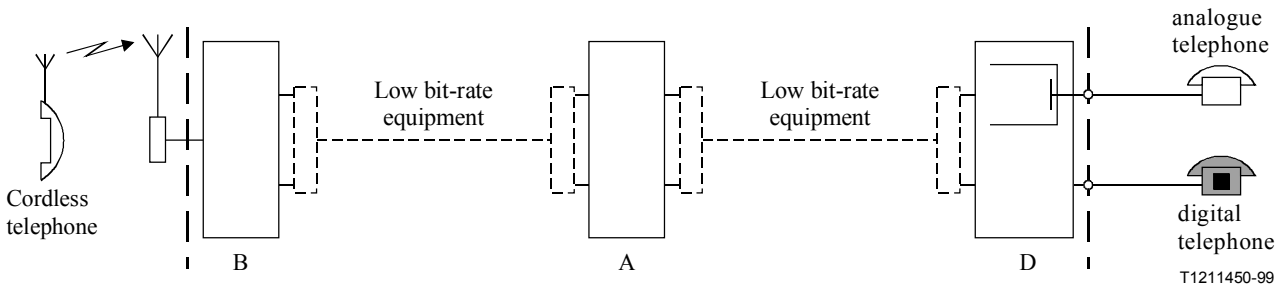 analogue
telephone
Low bit-rate
equipment
Low bit-rate
equipment
Cordless
telephone
digital
telephone
B
A
D
T1211450-99